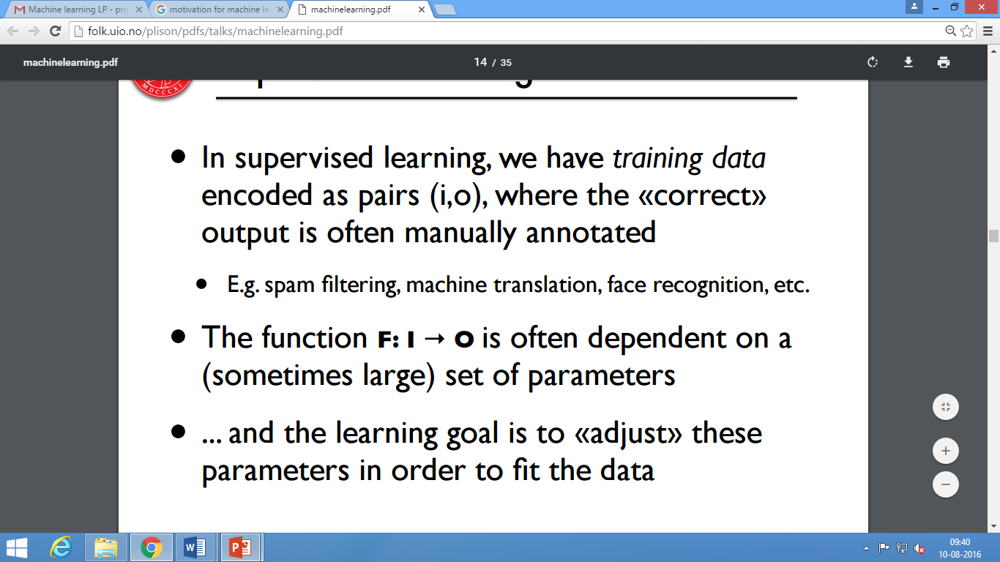 Machine learning LP - priy
motivation for machine le
machinelearning.pdf
folk.uio.no/plison/pdfs/talks/machinelearning.pdf
machinelearning.pdf
14 / 35
MDCCCXI
• In supervised learning, we have training data
encoded as pairs (i,o), where the «correct»
output is often manually annotated
• E.g. spam filtering, machine translation, face recognition, etc.
• The function F: I → O is often dependent on a
(sometimes large) set of parameters
• ... and the learning goal is to «adjust» these
parameters in order to fit the data
09:40
10-08-2016